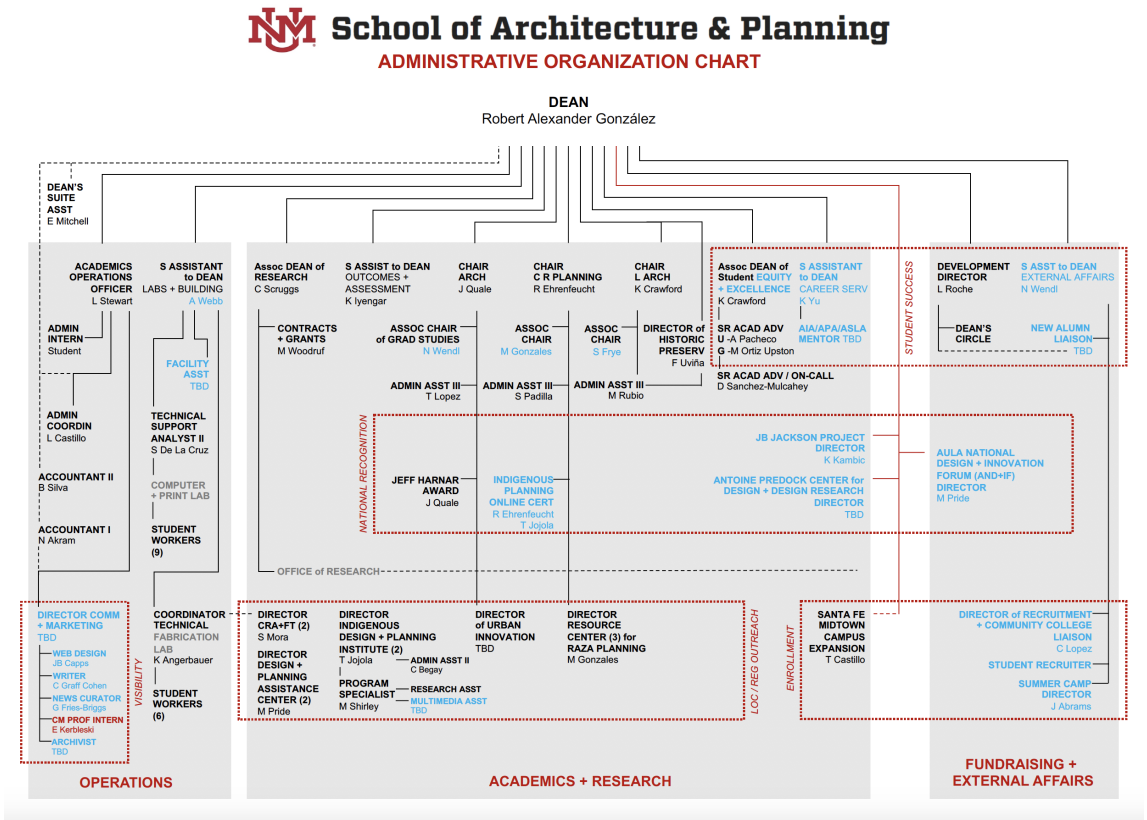 UNM School of Architecture & Planning
ADMINISTRATIVE ORGANIZATION CHART
DEAN
Robert Alexander González
DEAN'S
SUITE
ASST
E Mitchell
ACADEMICS
OPERATIONS
OFFICER
L Stewart
ADMIN
INTERN
Student
ADMIN
COORDIN
L Castillo
ACCOUNTANT II
B Silva
ACCOUNTANT I
N Akram
DIRECTOR COMM
+ MARKETING
TBD
WEB DESIGN
JB Capps
WRITER
C Graff Cohen
NEWS CURATOR
G Fries-Briggs
CM PROF INTERN
E Kerbleski
ARCHIVIST
TBD
VISIBILITY
S ASSISTANT
to DEAN
LABS + BUILDING
A Webb
FACILITY
ASST
TBD
TECHNICAL
SUPPORT
ANALYST II
S De La Cruz
COMPUTER
+ PRINT LAB
STUDENT
WORKERS
(9)
COORDINATOR
TECHNICAL
FABRICATION
LAB
K Angerbauer
STUDENT
WORKERS
(6)
OPERATIONS
Assoc DEAN of
RESEARCH
C Scruggs
CONTRACTS
+ GRANTS
M Woodruf
S ASSIST to DEAN
OUTCOMES +
ASSESSMENT
K Iyengar
CHAIR
ARCH
J Quale
ASSOC CHAIR
of GRAD STUDIES
N Wendl
ADMIN ASST III
T Lopez
CHAIR
C R PLANNING
R Ehrenfeucht
ASSOC
CHAIR
M Gonzales
ADMIN ASST III
S Padilla
CHAIR
L ARCH
K Crawford
ASSOC
CHAIR
S Frye
ADMIN ASST III
M Rubio
DIRECTOR of
HISTORIC
PRESERV
F Uviña
Assoc DEAN of
Student EQUITY
+ EXCELLENCE
K Crawford
SR ACAD ADV
U -A Pacheco
G -M Ortiz Upston
SR ACAD ADV / ON-CALL
D Sanchez-Mulcahey
S ASSISTANT
to DEAN
CAREER SERV
K Yu
AIA/APA/ASLA
MENTOR TBD
STUDENT SUCCESS
NATIONAL RECOGNITION
JEFF HARNAR
AWARD
J Quale
INDIGENOUS
PLANNING
ONLINE CERT
R Ehrenfeucht
T Jojola
JB JACKSON PROJECT
DIRECTOR
K Kambic
ANTOINE PREDOCK CENTER for
DESIGN + DESIGN RESEARCH
DIRECTOR
TBD
AULA NATIONAL
DESIGN + INNOVATION
FORUM (AND+IF)
DIRECTOR
M Pride
OFFICE of RESEARCH
DIRECTOR
CRA+FT (2)
S Mora
DIRECTOR
DESIGN +
PLANNING
ASSISTANCE
CENTER (2)
M Pride
DIRECTOR
INDIGENOUS
DESIGN + PLANNING
INSTITUTE (2)
T Jojola
ADMIN ASST II
C Begay
PROGRAM
SPECIALIST
M Shirley
RESEARCH ASST
MULTIMEDIA ASST
TBD
DIRECTOR
of URBAN
INNOVATION
TBD
DIRECTOR
RESOURCE
CENTER (3) for
RAZA PLANNING
M Gonzales
LOC / REG OUTREACH
ACADEMICS + RESEARCH
ENROLLMENT
SANTA FE
MIDTOWN
CAMPUS
EXPANSION
T Castillo
DEVELOPMENT
DIRECTOR
L Roche
DEAN'S
CIRCLE
S ASST to DEAN
EXTERNAL AFFAIRS
N Wendl
NEW ALUMN
LIAISON
TBD
DIRECTOR of RECRUITMENT
+ COMMUNITY COLLEGE
LIAISON
C Lopez
STUDENT RECRUITER
SUMMER CAMP
DIRECTOR
J Abrams
FUNDRAISING +
EXTERNAL AFFAIRS